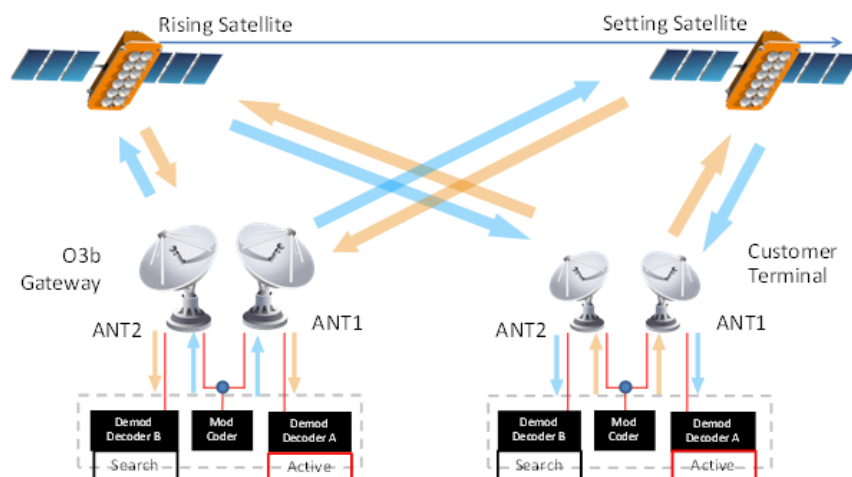 Rising Satellite
Setting Satellite
O3b
Gateway
ANT2
ANT1
Customer
Terminal
ANT2
ANT1
Demod
Decoder B
Mod
Coder
Demod
Decoder A
Search
Active
Demod
Decoder B
Mod
Coder
Demod
Decoder A
Search
Active